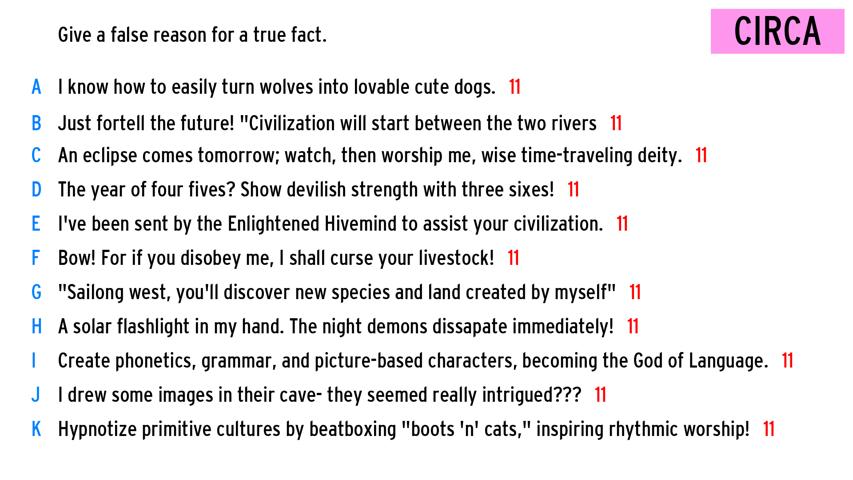 Give a false reason for a true fact.
CIRCA
A I know how to easily turn wolves into lovable cute dogs. 11
B Just fortell the future! "Civilization will start between the two rivers 11
C An eclipse comes tomorrow; watch, then worship me, wise time-traveling deity. 11
D The year of four fives? Show devilish strength with three sixes! 11
E I've been sent by the Enlightened Hivemind to assist your civilization. 11
F Bow! For if you disobey me, I shall curse your livestock! 11
G "Sailong west, you'll discover new species and land created by myself" 11
H A solar flashlight in my hand. The night demons dissapate immediately! 11
I Create phonetics, grammar, and picture-based characters, becoming the God of Language. 11
J I drew some images in their cave- they seemed really intrigued??? 11
K Hypnotize primitive cultures by beatboxing "boots 'n' cats," inspiring rhythmic worship! 11